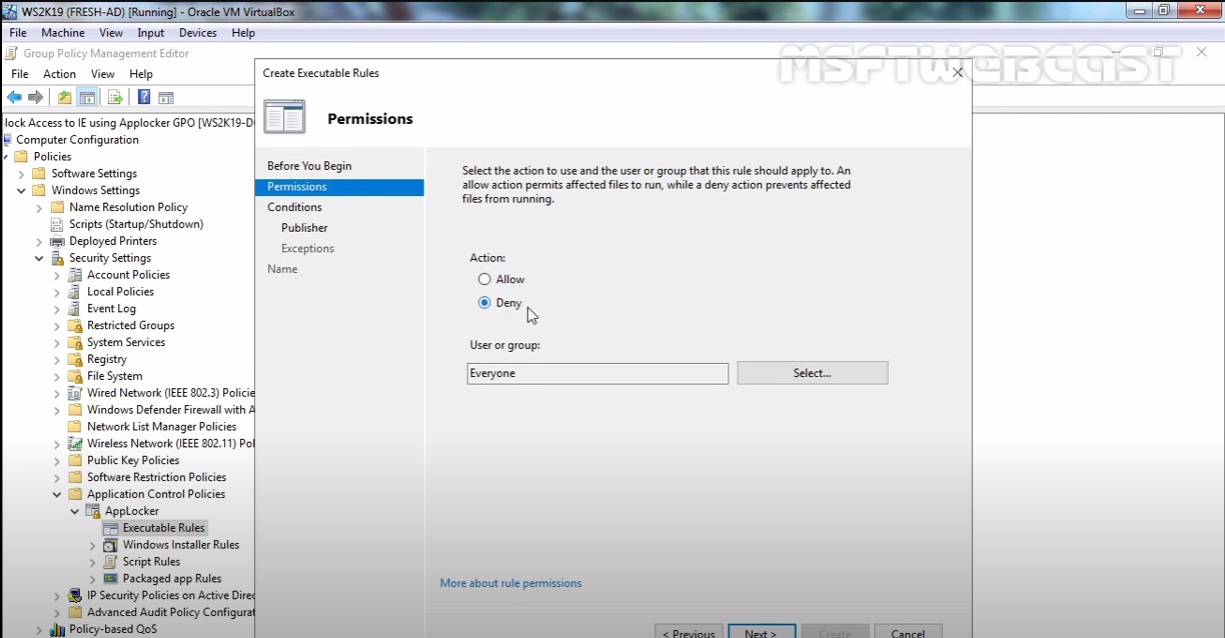 WS2K19 (FRESH-AD) [Running] - Oracle VM VirtualBox
File Machine View Input Devices Help
Group Policy Management Editor
MSFTWEBCAST
File Action View Help
Create Executable Rules
Permissions
lock Access to IE using Applocker GPO [WS2K19-D
Computer Configuration
Policies
Software Settings
Windows Settings
Name Resolution Policy
Scripts (Startup/Shutdown)
Deployed Printers
Security Settings
Account Policies
Local Policies
Event Log
Restricted Groups
System Services
Registry
File System
Wired Network (IEEE 802.3) Policie
Windows Defender Firewall with A
Network List Manager Policies
Wireless Network (IEEE 802.11) Pol
Public Key Policies
Software Restriction Policies
Application Control Policies
AppLocker
Executable Rules
Windows Installer Rules
Script Rules
Packaged app Rules
IP Security Policies on Active Direc
Advanced Audit Policy Configurat
Policy-based QoS
Before You Begin
Permissions
Conditions
Publisher
Exceptions
Name
Select the action to use and the user or group that this rule should apply to. An
allow action permits affected files to run, while a deny action prevents affected
files from running.
Action:
Allow
Deny
User or group:
Everyone
Select...
More about rule permissions
< Previous Next > Create Cancel